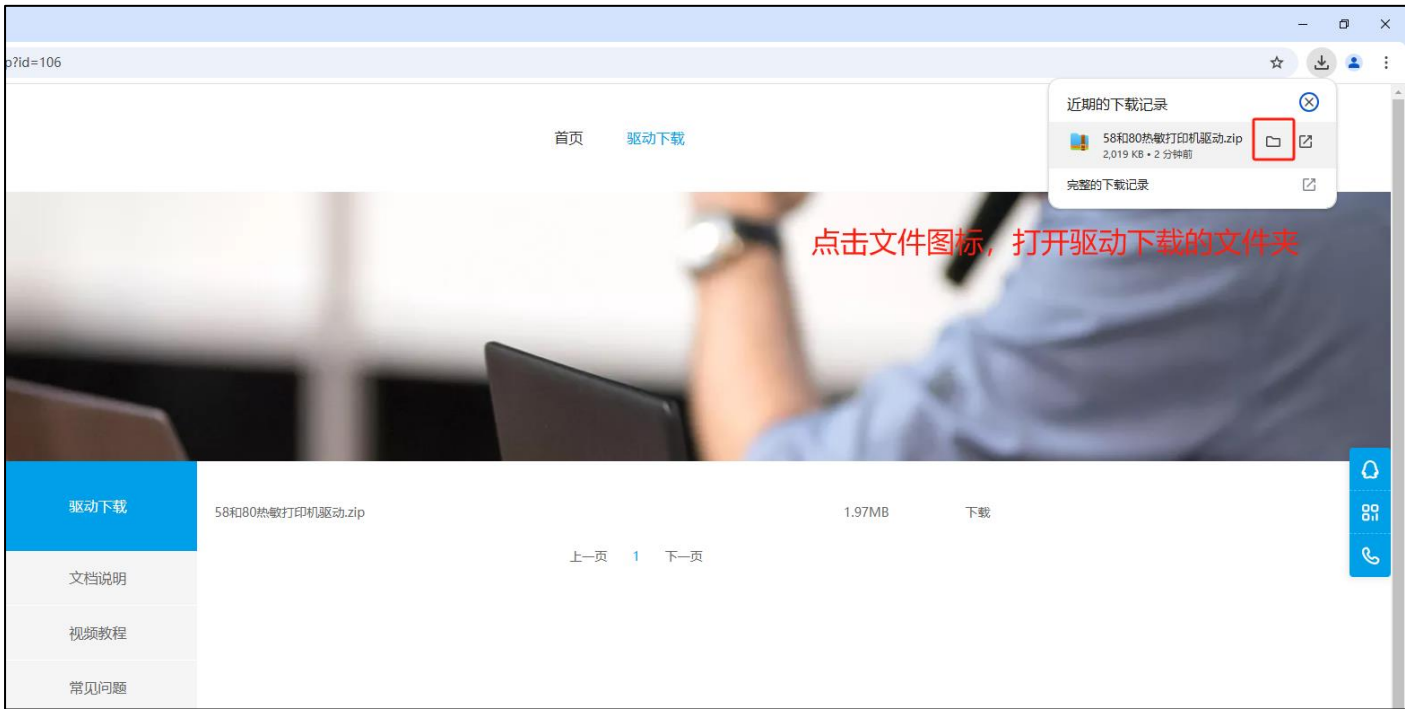 p?id=106
近期的下载记录
58和80热敏打印机驱动.zip
2,019 KB • 2 分钟前
完整的下载记录
首页 驱动下载
点击文件图标，打开驱动下载的文件夹
驱动下载
58和80热敏打印机驱动.zip 1.97MB 下载
上一页 1 下一页
文档说明
视频教程
常见问题